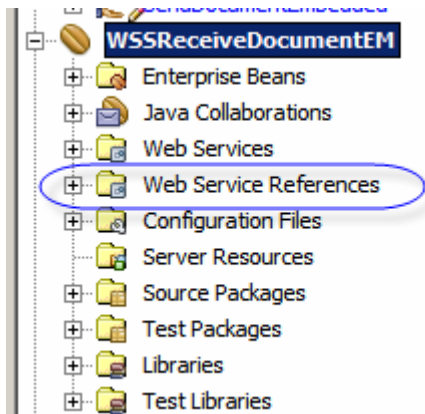 SendDocumentEmbedded
WSSReceiveDocumentEM
Enterprise Beans
Java Collaborations
Web Services
Web Service References
Configuration Files
Server Resources
Source Packages
Test Packages
Libraries
Test Libraries